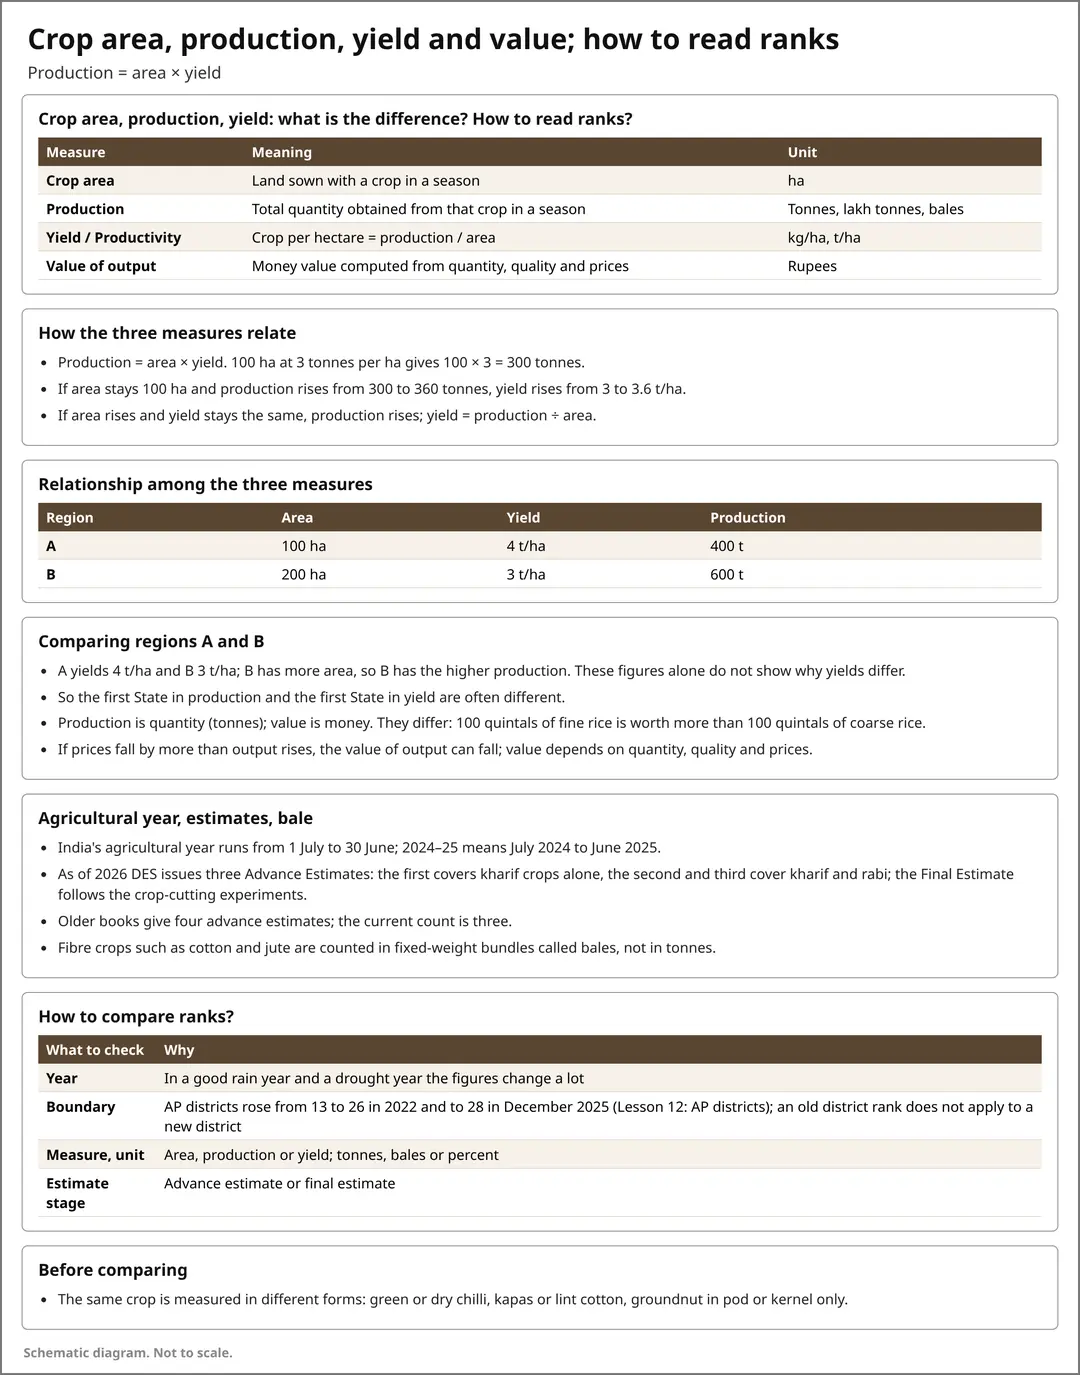 Crop area, production, yield and value; how to read ranks
Production = area × yield
Crop area, production, yield: what is the difference? How to read ranks?
Measure Meaning Unit
Crop area Land sown with a crop in a season ha
Production Total quantity obtained from that crop in a season Tonnes, lakh tonnes, bales
Yield / Productivity Crop per hectare = production / area kg/ha, t/ha
Value of output Money value computed from quantity, quality and prices Rupees
How the three measures relate
• Production = area × yield. 100 ha at 3 tonnes per ha gives 100 × 3 = 300 tonnes.
• If area stays 100 ha and production rises from 300 to 360 tonnes, yield rises from 3 to 3.6 t/ha.
• If area rises and yield stays the same, production rises; yield = production ÷ area.
Relationship among the three measures
Region Area Yield Production
A 100 ha 4 t/ha 400 t
B 200 ha 3 t/ha 600 t
Comparing regions A and B
• A yields 4 t/ha and B 3 t/ha; B has more area, so B has the higher production. These figures alone do not show why yields differ.
• So the first State in production and the first State in yield are often different.
• Production is quantity (tonnes); value is money. They differ: 100 quintals of fine rice is worth more than 100 quintals of coarse rice.
• If prices fall by more than output rises, the value of output can fall; value depends on quantity, quality and prices.
Agricultural year, estimates, bale
• India's agricultural year runs from 1 July to 30 June; 2024–25 means July 2024 to June 2025.
• As of 2026 DES issues three Advance Estimates: the first covers kharif crops alone, the second and third cover kharif and rabi; the Final Estimate
follows the crop-cutting experiments.
• Older books give four advance estimates; the current count is three.
• Fibre crops such as cotton and jute are counted in fixed-weight bundles called bales, not in tonnes.
How to compare ranks?
What to check Why
Year In a good rain year and a drought year the figures change a lot
Boundary AP districts rose from 13 to 26 in 2022 and to 28 in December 2025 (Lesson 12: AP districts); an old district rank does not apply to a
new district
Measure, unit Area, production or yield; tonnes, bales or percent
Estimate Advance estimate or final estimate
stage
Before comparing
• The same crop is measured in different forms: green or dry chilli, kapas or lint cotton, groundnut in pod or kernel only.
Schematic diagram. Not to scale.